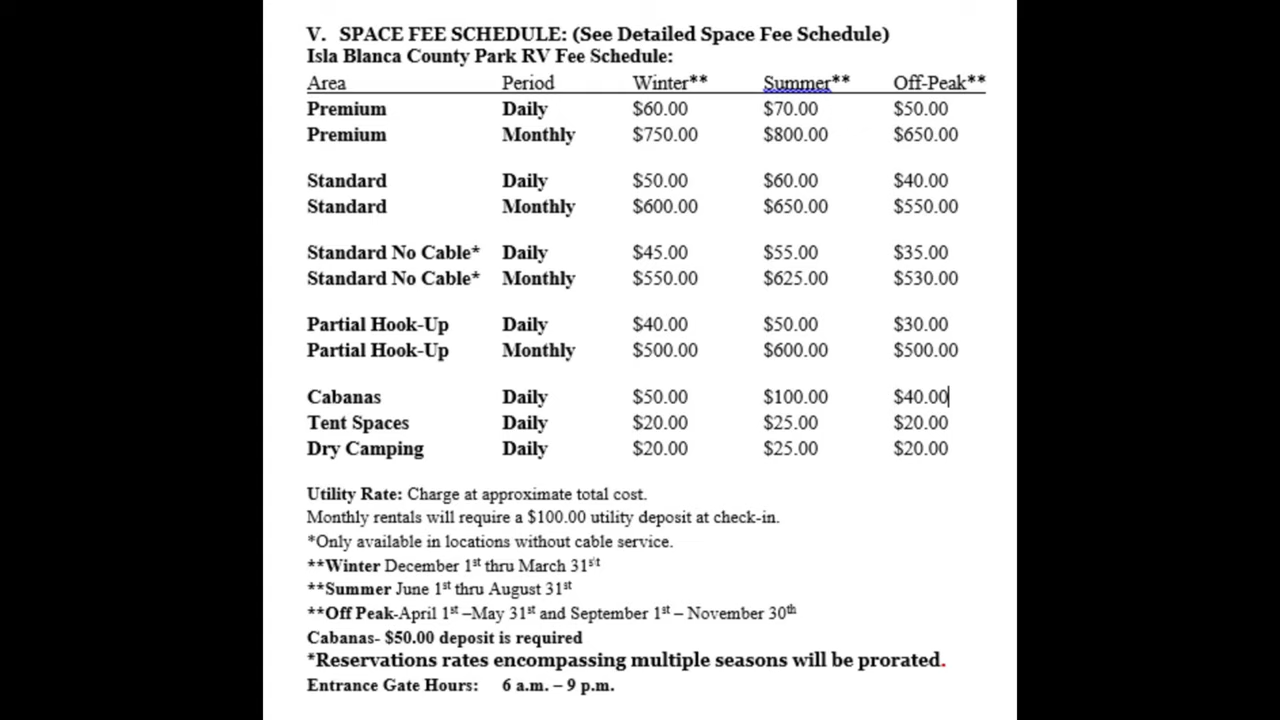 V. SPACE FEE SCHEDULE: (See Detailed Space Fee Schedule)
Isla Blanca County Park RV Fee Schedule:
Area Period Winter** Summer** Off-Peak**
Premium Daily $60.00 $70.00 $50.00
Premium Monthly $750.00 $800.00 $650.00
Standard Daily $50.00 $60.00 $40.00
Standard Monthly $600.00 $650.00 $550.00
Standard No Cable* Daily $45.00 $55.00 $35.00
Standard No Cable* Monthly $550.00 $625.00 $530.00
Partial Hook-Up Daily $40.00 $50.00 $30.00
Partial Hook-Up Monthly $500.00 $600.00 $500.00
Cabanas Daily $50.00 $100.00 $40.00
Tent Spaces Daily $20.00 $25.00 $20.00
Dry Camping Daily $20.00 $25.00 $20.00
Utility Rate: Charge at approximate total cost.
Monthly rentals will require a $100.00 utility deposit at check-in.
*Only available in locations without cable service.
**Winter December 1st thru March 31st
**Summer June 1st thru August 31st
**Off Peak-April 1st –May 31st and September 1st – November 30th
Cabanas- $50.00 deposit is required
*Reservations rates encompassing multiple seasons will be prorated.
Entrance Gate Hours: 6 a.m. – 9 p.m.